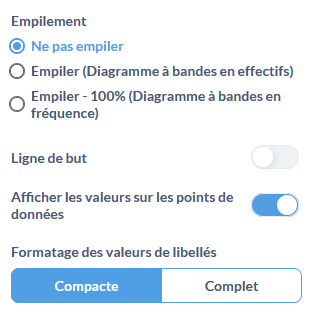 Empilement
Ne pas empiler
Empiler (Diagramme à bandes en effectifs)
Empiler - 100% (Diagramme à bandes en
fréquence)
Ligne de but
Afficher les valeurs sur les points de
données
Formatage des valeurs de libellés
Compacte
Complet